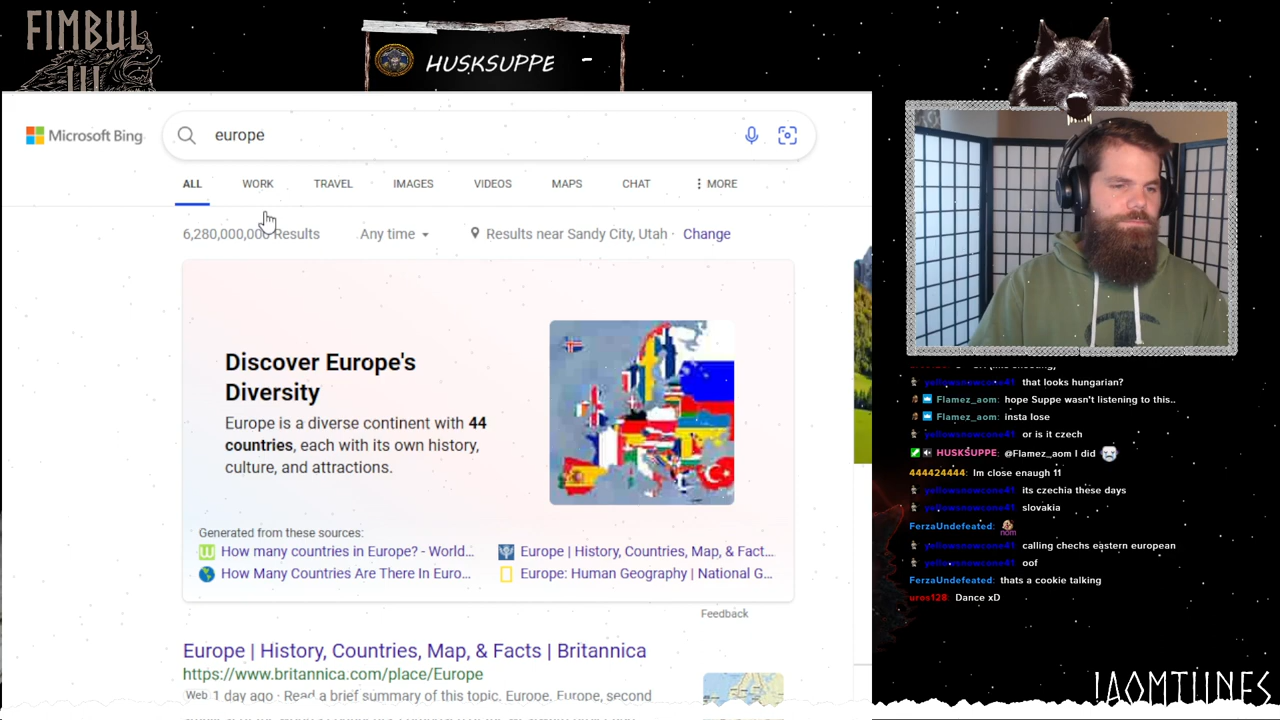 FIMBUL
III
HUSKSUPPE -
Microsoft Bing
europe
ALL WORK TRAVEL IMAGES VIDEOS MAPS CHAT MORE
6,280,000,000 Results Any time Results near Sandy City, Utah · Change
Discover Europe's
Diversity
Europe is a diverse continent with 44
countries, each with its own history,
culture, and attractions.
Generated from these sources:
How many countries in Europe? - World...
Europe | History, Countries, Map, & Fact...
How Many Countries Are There In Euro...
Europe: Human Geography | National G...
Feedback
Europe | History, Countries, Map, & Facts | Britannica
https://www.britannica.com/place/Europe
Web 1 day ago · Read a brief summary of this topic. Europe. Europe, second
that looks hungarian?
Flamez_aom: hope Suppe wasn't listening to this..
Flamez_aom: insta lose
or is it czech
HUSKSUPPE: @Flamez_aom I did
444424444: Im close enaugh 11
its czechia these days
slovakia
FerzaUndefeated:
nom
calling chechs eastern european
oof
FerzaUndefeated: thats a cookie talking
uros128 Dance xD
!AOMTUNES